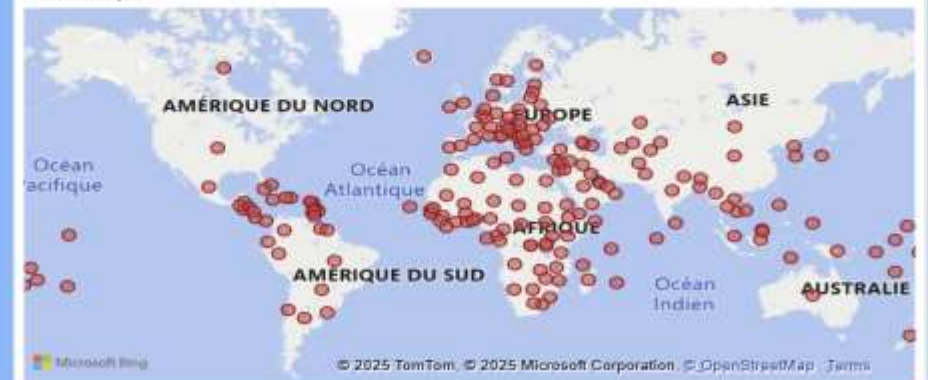 AMÉRIQUE DU NORD
EUROPE
ASIE
Océan
Pacifique
Océan
Atlantique
AFRIQUE
AMÉRIQUE DU SUD
Océan
Indien
AUSTRALIE
Microsoft Bing
© 2025 TomTom, © 2025 Microsoft Corporation, © OpenStreetMap Terms